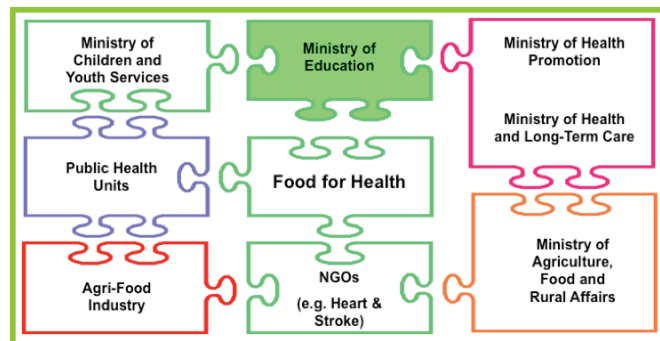 Ministry of
Children and
Youth Services
Ministry of
Education
Ministry of Health
Promotion
Ministry of Health
and Long-Term Care
Public Health
Units
Food for Health
Agri-Food
Industry
NGOs
(e.g. Heart &
Stroke)
Ministry of
Agriculture,
Food and
Rural Affairs